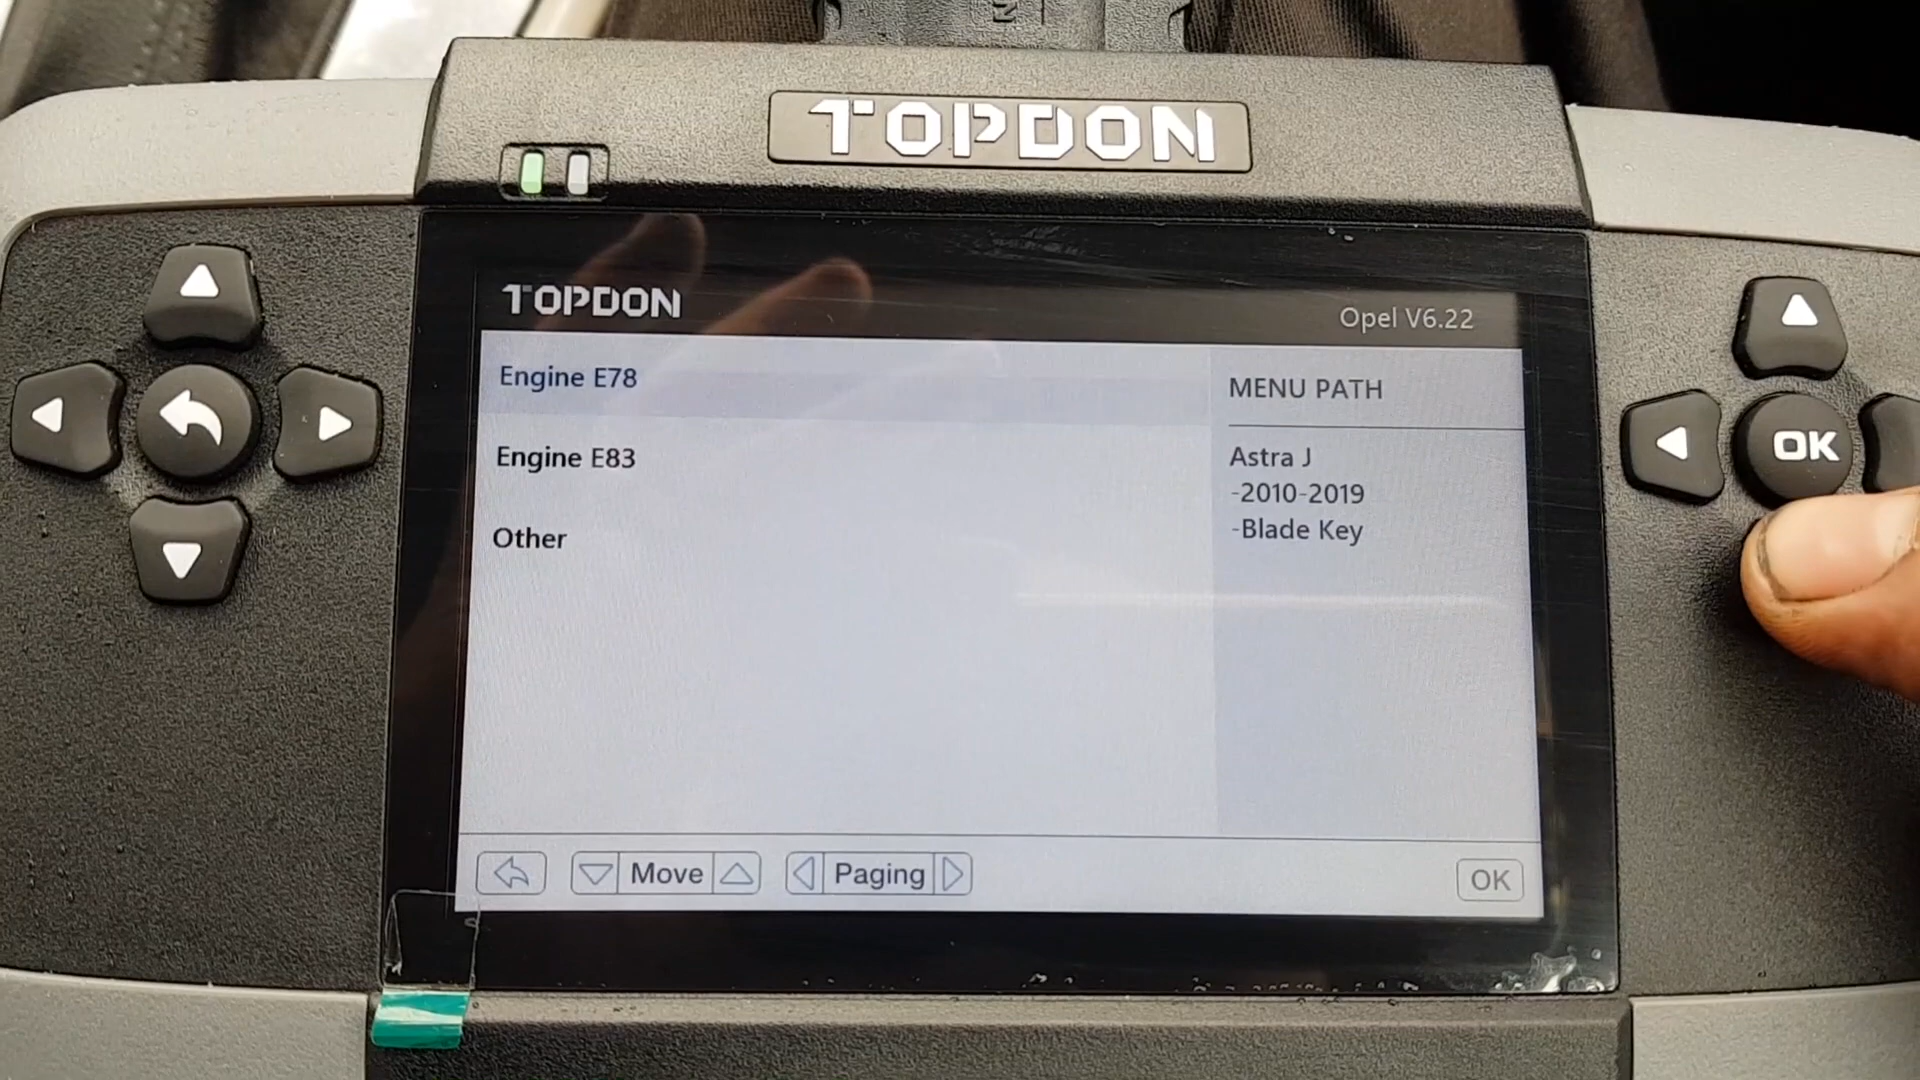 TOPDON
TOPDON
Opel V6.22
Engine E78
Engine E83
Other
MENU PATH
Astra J
-2010-2019
-Blade Key
Move
Paging
OK
OK